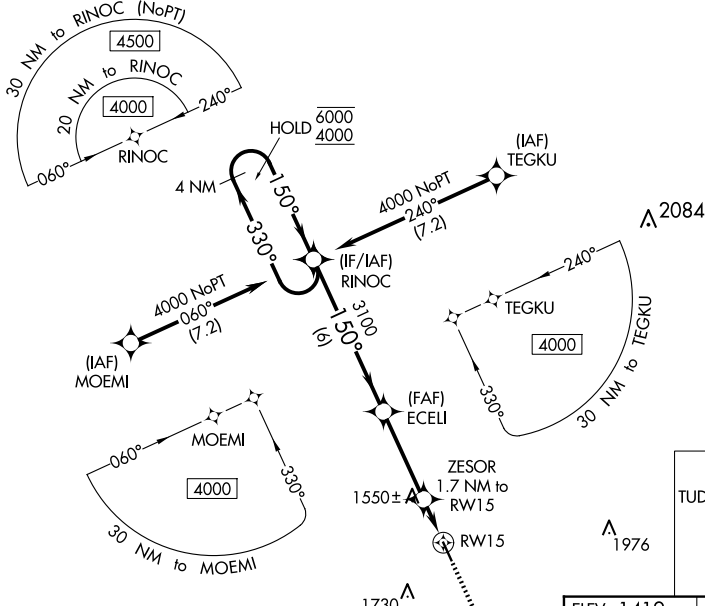 30 NM to RINOC (NoPT)
4500
20 NM to RINOC
4000
060°
240°
RINOC
HOLD 6000
4000
4 NM
150°
330°
(IAF)
TEGKU
4000 NoPT
240°
(7.2)
2084
(IF/IAF)
RINOC
4000 NoPT
060°
(7.2)
(IAF)
MOEMI
3100
150°
(6)
240°
TEGKU
4000
330°
30 NM to TEGKU
(FAF)
ECELI
MOEMI
060°
4000
330°
30 NM to MOEMI
ZESOR
1.7 NM to
RW15
1550±
RW15
TUD
1976
1730
ELEV 1419